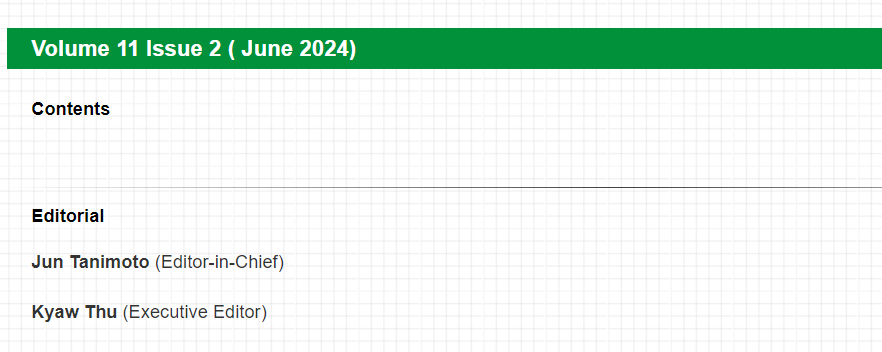 Volume 11 Issue 2 ( June 2024)
Contents
Editorial
Jun Tanimoto (Editor-in-Chief)
Kyaw Thu (Executive Editor)